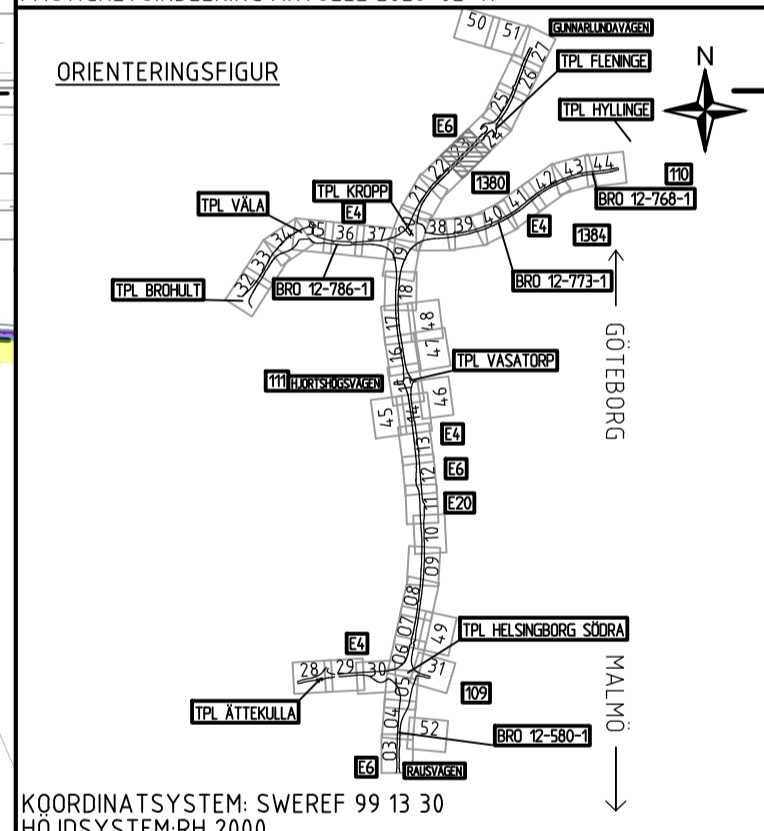 ORIENTERINGSFIGUR
50
51
GUNNARLUNDAVÄGEN
27
26
TPL FLENINGE
N
25
24
TPL HYLLINGE
E6
23
22
21
1380
44
43
42
41
40
39
38
110
BRO 12-768-1
TPL KROPP
E4
TPL VÄLA
20
19
37
36
35
34
33
32
E4
1384
TPL BROHULT
BRO 12-786-1
BRO 12-773-1
18
17
48
47
GÖTEBORG
16
TPL VASATORP
111
HJORTSHÖGSVÄGEN
15
14
46
45
13
E4
12
E6
11
E20
10
09
08
07
49
TPL HELSINGBORG SÖDRA
06
E4
28
29
30
31
05
109
MALMÖ
TPL ÄTTEKULLA
04
52
BRO 12-580-1
03
E6
RAUSVÄGEN
KOORDINATSYSTEM: SWEREF 99 13 30
HÖJDSYSTEM:RH 2000